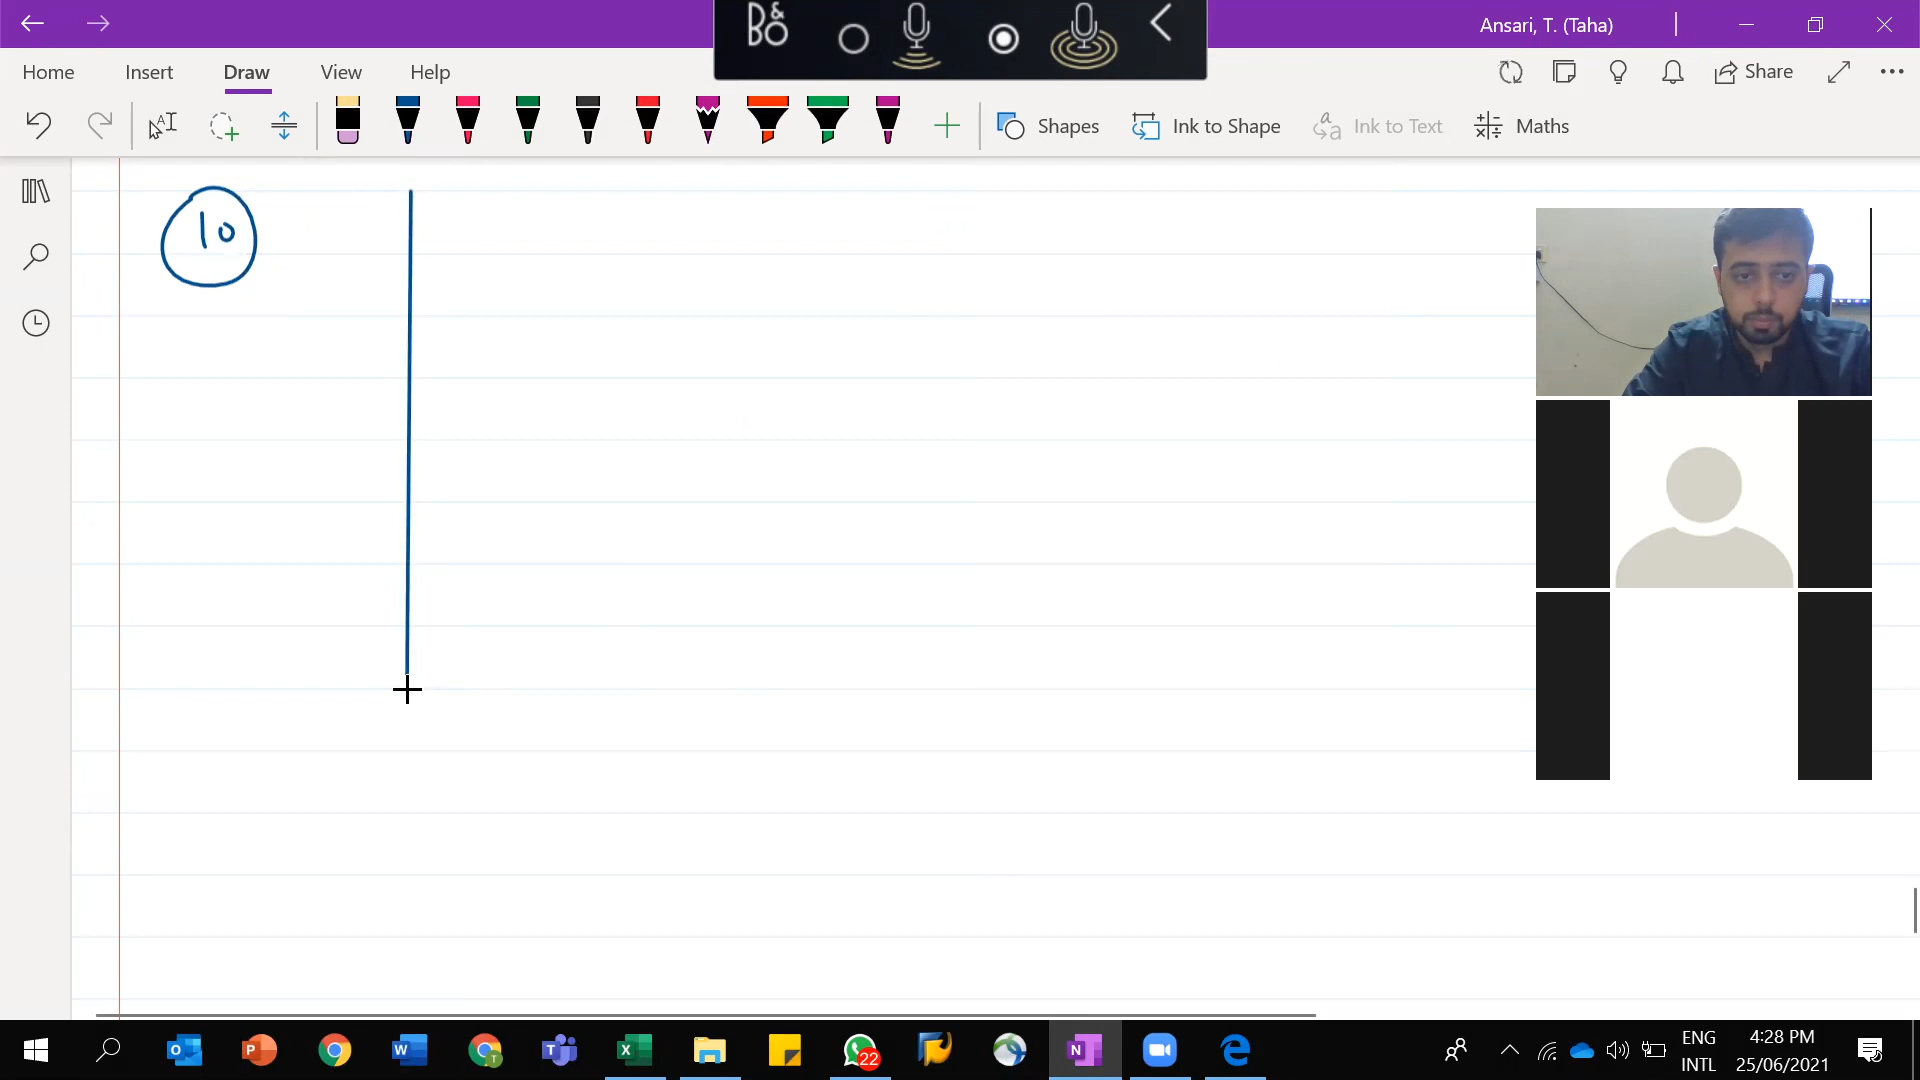 B&O
Ansari, T. (Taha)
Home Insert Draw View Help
Share
Shapes Ink to Shape Ink to Text Maths
10
22
ENG
INTL
4:28 PM
25/06/2021